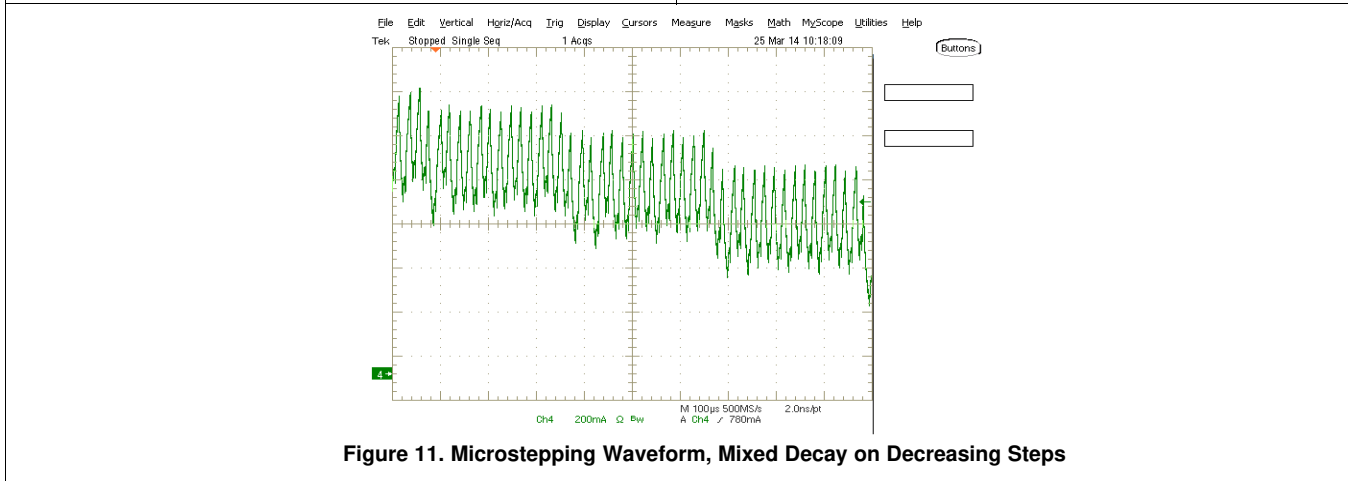 File Edit Vertical Horiz/Acq Trig Display Cursors Measure Masks Math MyScope Utilities Help
Tek Stopped Single Seq 1 Acqs 25 Mar 14 10:18:09
Buttons
4
M 100µs 500MS/s 2.0ns/pt
Ch4 200mA Ω BW A Ch4 / 780mA
Figure 11. Microstepping Waveform, Mixed Decay on Decreasing Steps